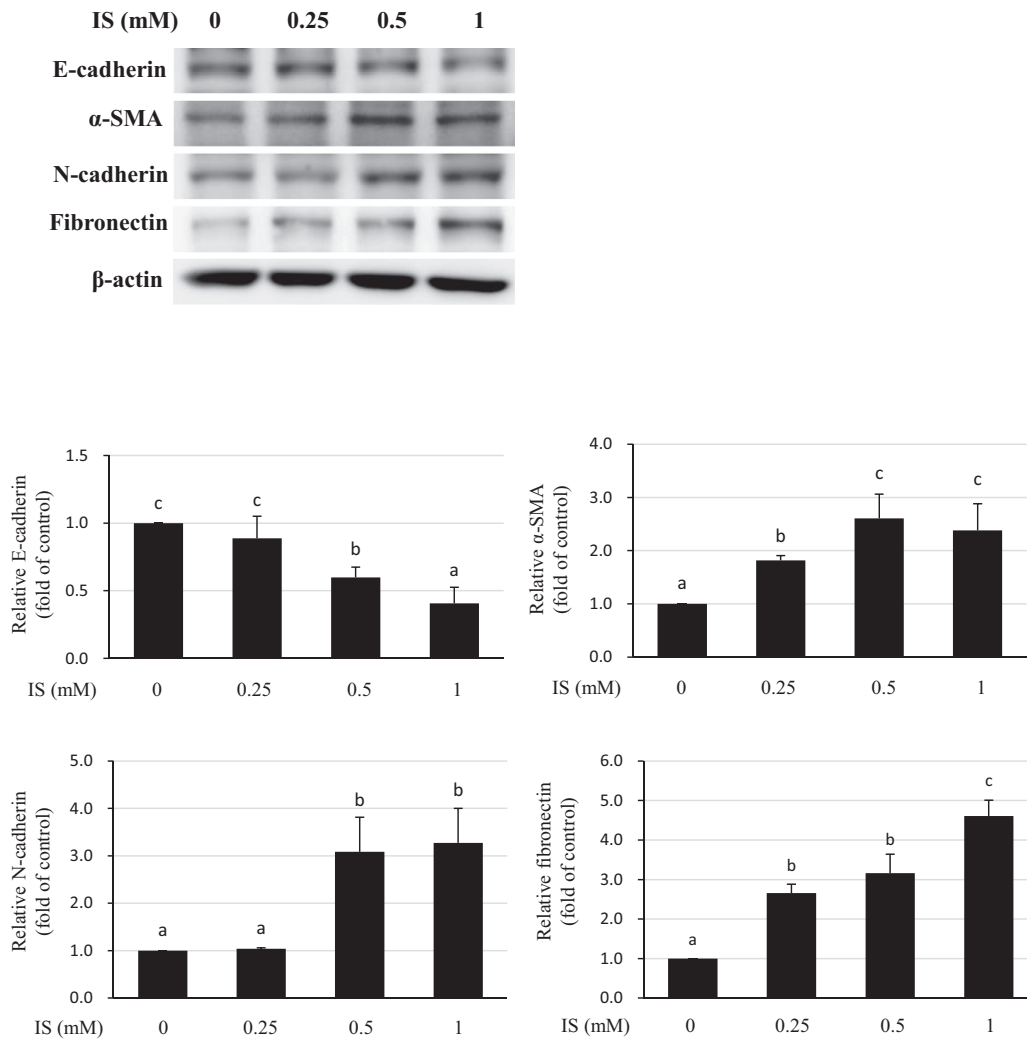 IS (mM) 0 0.25 0.5 1
E-cadherin
α-SMA
N-cadherin
Fibronectin
β-actin
Relative E-cadherin
(fold of control)
1.5
1.0
0.5
0.0
c c b a
IS (mM) 0 0.25 0.5 1
Relative α-SMA
(fold of control)
4.0
3.0
2.0
1.0
0.0
a b c c
IS (mM) 0 0.25 0.5 1
Relative N-cadherin
(fold of control)
5.0
4.0
3.0
2.0
1.0
0.0
a a b b
IS (mM) 0 0.25 0.5 1
Relative fibronectin
(fold of control)
6.0
5.0
4.0
3.0
2.0
1.0
0.0
a b b c
IS (mM) 0 0.25 0.5 1